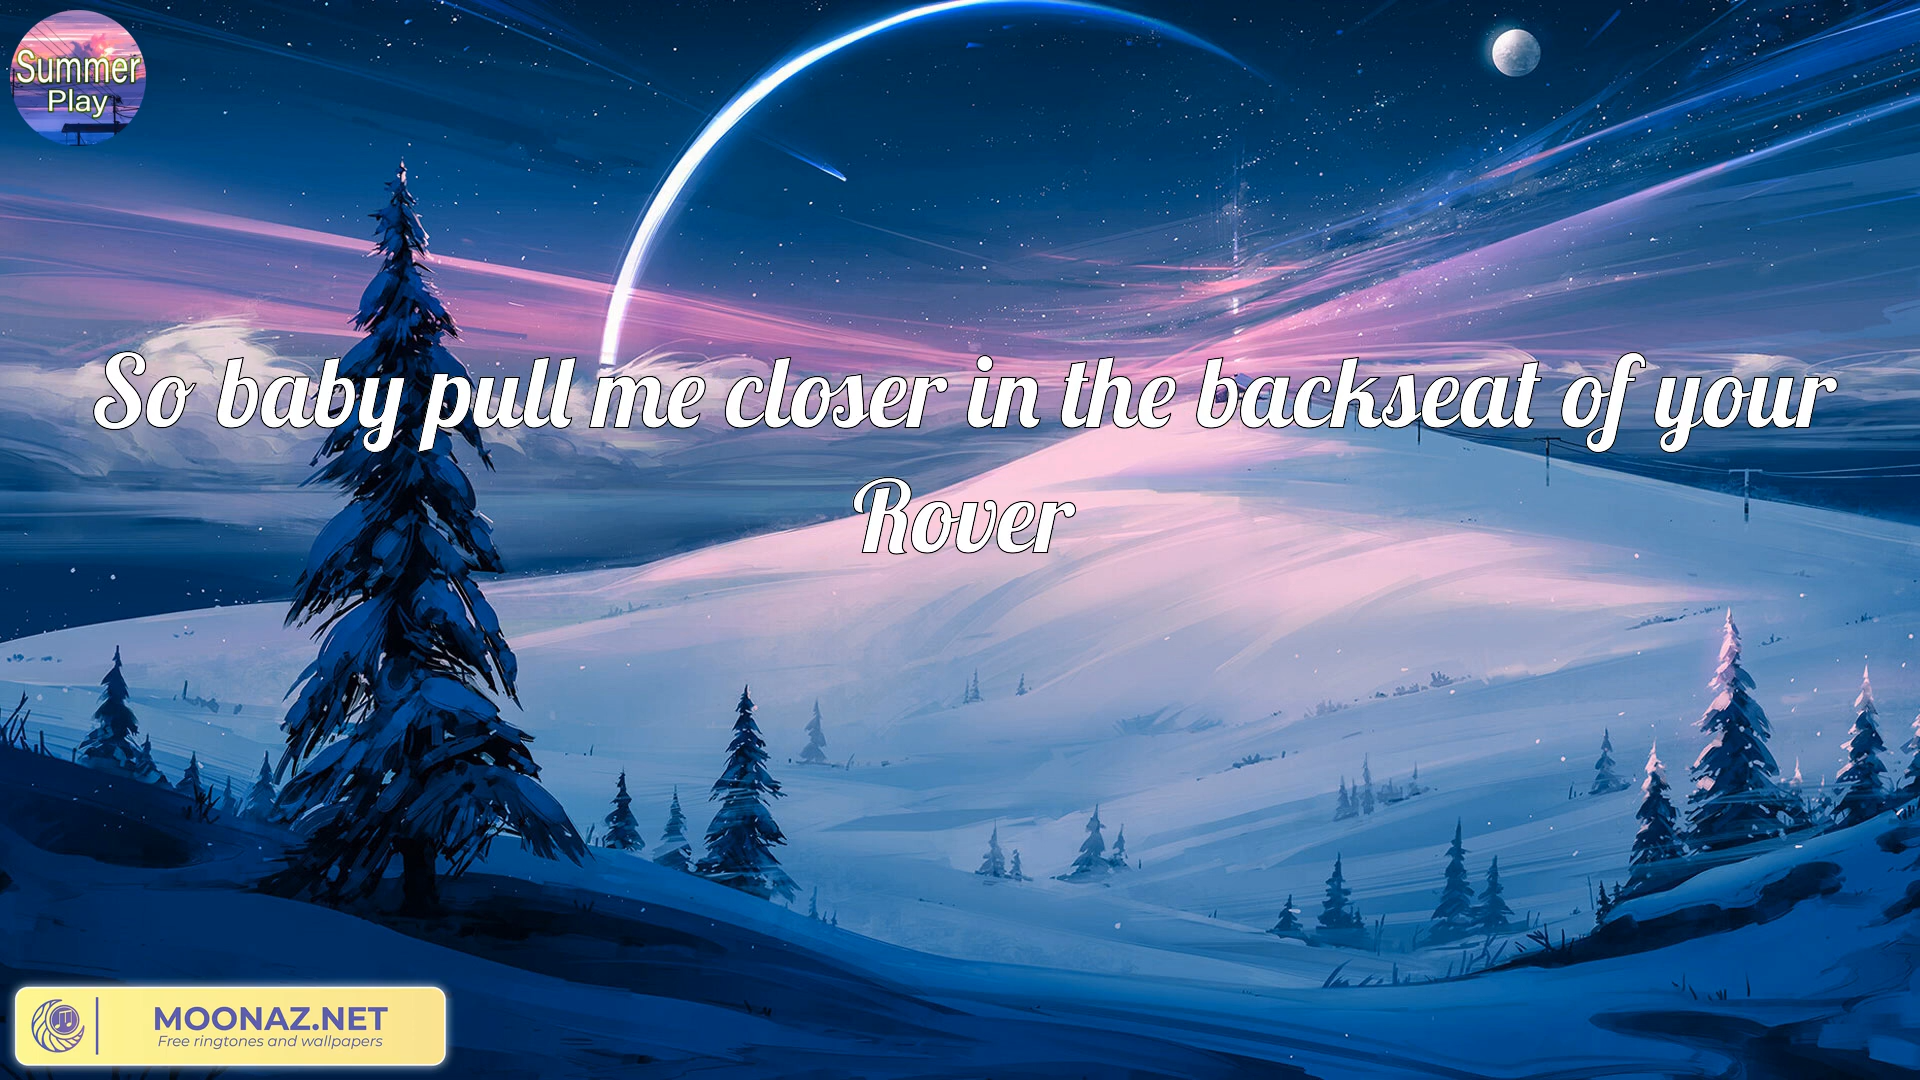 Summer
Play
So baby pull me closer in the backseat of your
Rover
MOONAZ.NET
Free ringtones and wallpapers